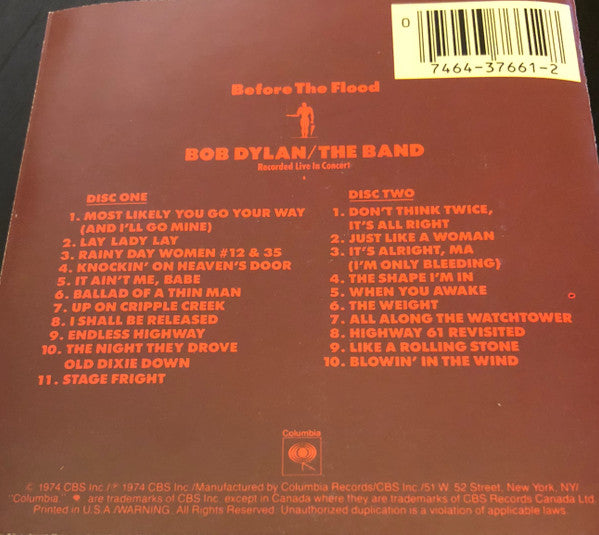 0
7464-37661-2
Before The Flood
BOB DYLAN/THE BAND
Recorded Live In Concert
DISC ONE
1. MOST LIKELY YOU GO YOUR WAY
(AND I'LL GO MINE)
2. LAY LADY LAY
3. RAINY DAY WOMEN #12 & 35
4. KNOCKIN' ON HEAVEN'S DOOR
5. IT AIN'T ME, BABE
6. BALLAD OF A THIN MAN
7. UP ON CRIPPLE CREEK
8. I SHALL BE RELEASED
9. ENDLESS HIGHWAY
10. THE NIGHT THEY DROVE
OLD DIXIE DOWN
11. STAGE FRIGHT
DISC TWO
1. DON'T THINK TWICE,
IT'S ALL RIGHT
2. JUST LIKE A WOMAN
3. IT'S ALRIGHT, MA
(I'M ONLY BLEEDING)
4. THE SHAPE I'M IN
5. WHEN YOU AWAKE
6. THE WEIGHT
7. ALL ALONG THE WATCHTOWER
8. HIGHWAY 61 REVISITED
9. LIKE A ROLLING STONE
10. BLOWIN' IN THE WIND
Columbia
© 1974 CBS Inc./℗ 1974 CBS Inc./Manufactured by Columbia Records/CBS Inc./51 W. 52 Street, New York, NY/
"Columbia," are trademarks of CBS Inc. except in Canada where they are trademarks of CBS Records Canada Ltd.
Printed in U.S.A./WARNING: All Rights Reserved. Unauthorized duplication is a violation of applicable laws.